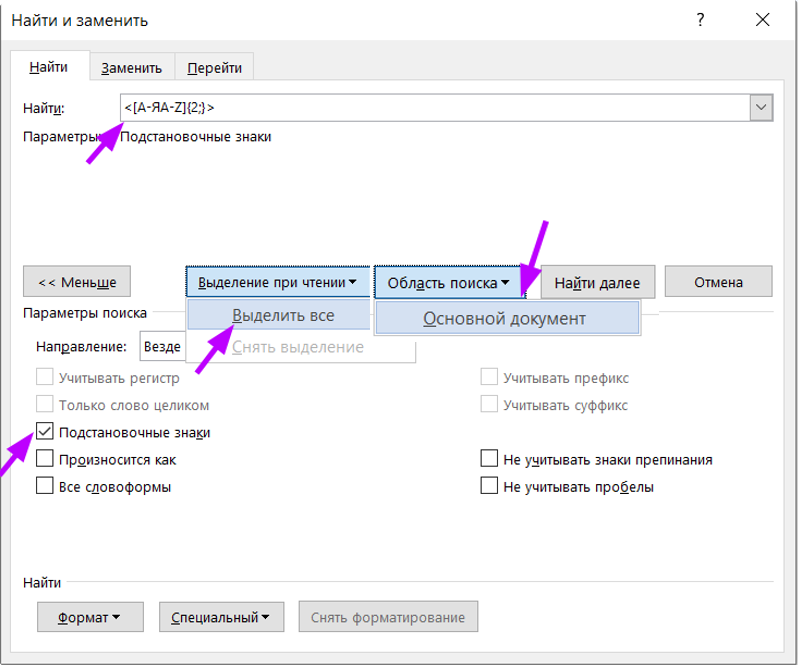 Найти и заменить
Найти
Заменить
Перейти
Найти:
<[А-ЯA-Z]{2;}>
Параметры: Подстановочные знаки
<< Меньше
Выделение при чтении
Область поиска
Найти далее
Отмена
Выделить все
Основной документ
Снять выделение
Параметры поиска
Направление: Везде
Учитывать регистр
Учитывать префикс
Только слово целиком
Учитывать суффикс
Подстановочные знаки
Произносится как
Не учитывать знаки препинания
Все словоформы
Не учитывать пробелы
Найти
Формат
Специальный
Снять форматирование